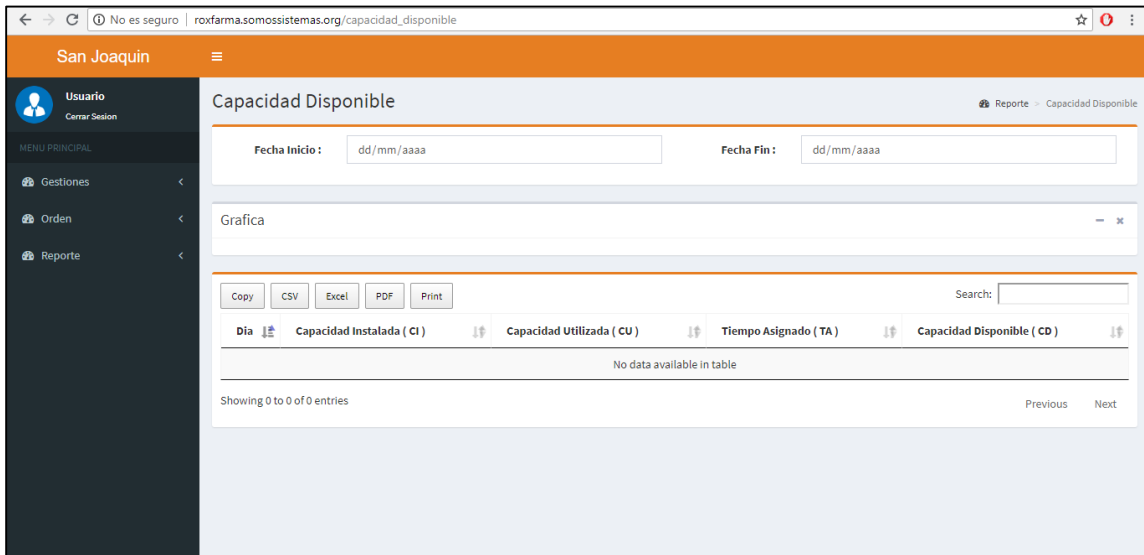 No es seguro | roxfarma.somossistemas.org/capacidad_disponible
San Joaquin
Usuario
Cerrar Sesion
MENU PRINCIPAL
Gestiones
Orden
Reporte
Capacidad Disponible
Reporte > Capacidad Disponible
Fecha Inicio : dd/mm/aaaa Fecha Fin : dd/mm/aaaa
Grafica
Copy CSV Excel PDF Print Search:
Dia Capacidad Instalada ( CI ) Capacidad Utilizada ( CU ) Tiempo Asignado ( TA ) Capacidad Disponible ( CD )
No data available in table
Showing 0 to 0 of 0 entries Previous Next